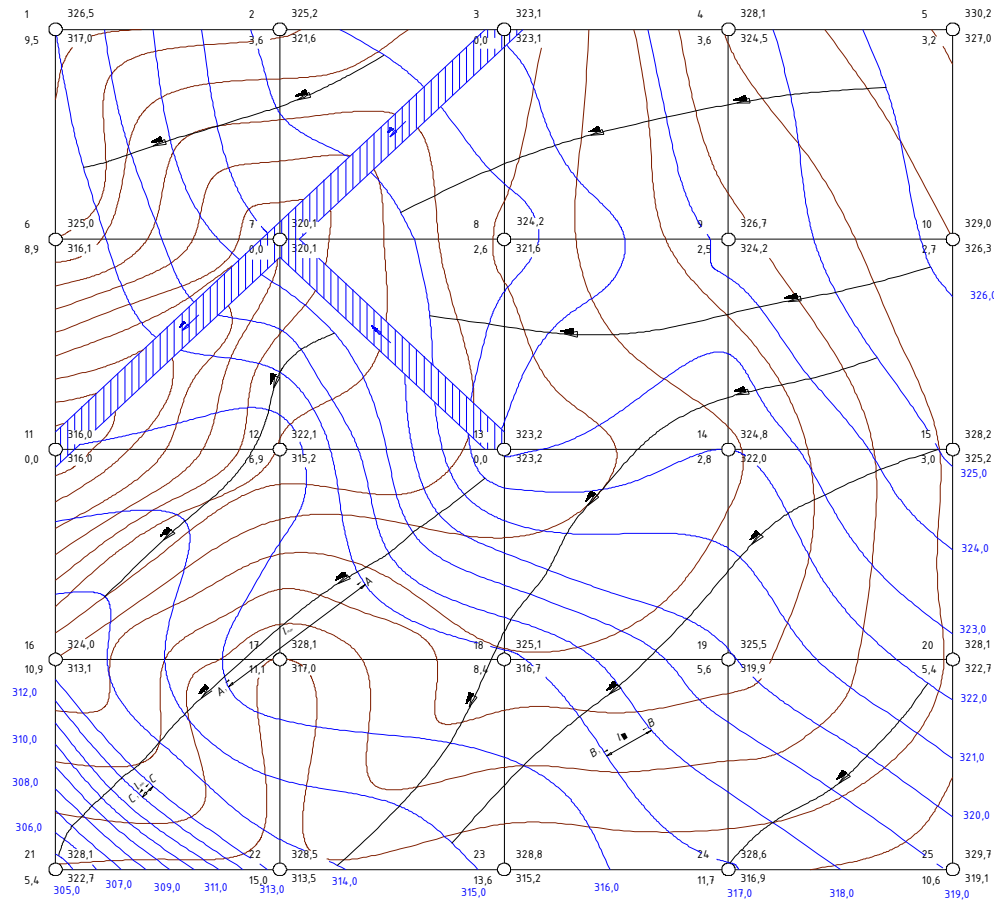 1 326,5 2 325,2 3 323,1 4 328,1 5 330,2
9,5 317,0 3,6 321,6 0,0 323,1 3,6 324,5 3,2 327,0
6 325,0 7 320,1 8 324,2 9 326,7 10 329,0
8,9 316,1 0,0 320,1 2,6 321,6 2,5 324,2 2,7 326,3
326,0
11 316,0 12 322,1 13 323,2 14 324,8 15 328,2
0,0 316,0 6,9 315,2 0,0 323,2 2,8 322,0 3,0 325,2
325,0
324,0
A
323,0
16 324,0 17 328,1 18 325,1 19 325,5 20 328,1
10,9 313,1 11,1 317,0 8,4 316,7 5,6 319,9 5,4 322,7
312,0 A 322,0
B
310,0 B 321,0
308,0 C
C
306,0 320,0
21 328,1 22 328,5 23 328,8 24 328,6 25 329,7
5,4 322,7 15,0 313,5 13,6 315,2 11,7 316,9 10,6 319,1
305,0 307,0 309,0 311,0 313,0 314,0 315,0 316,0 317,0 318,0 319,0